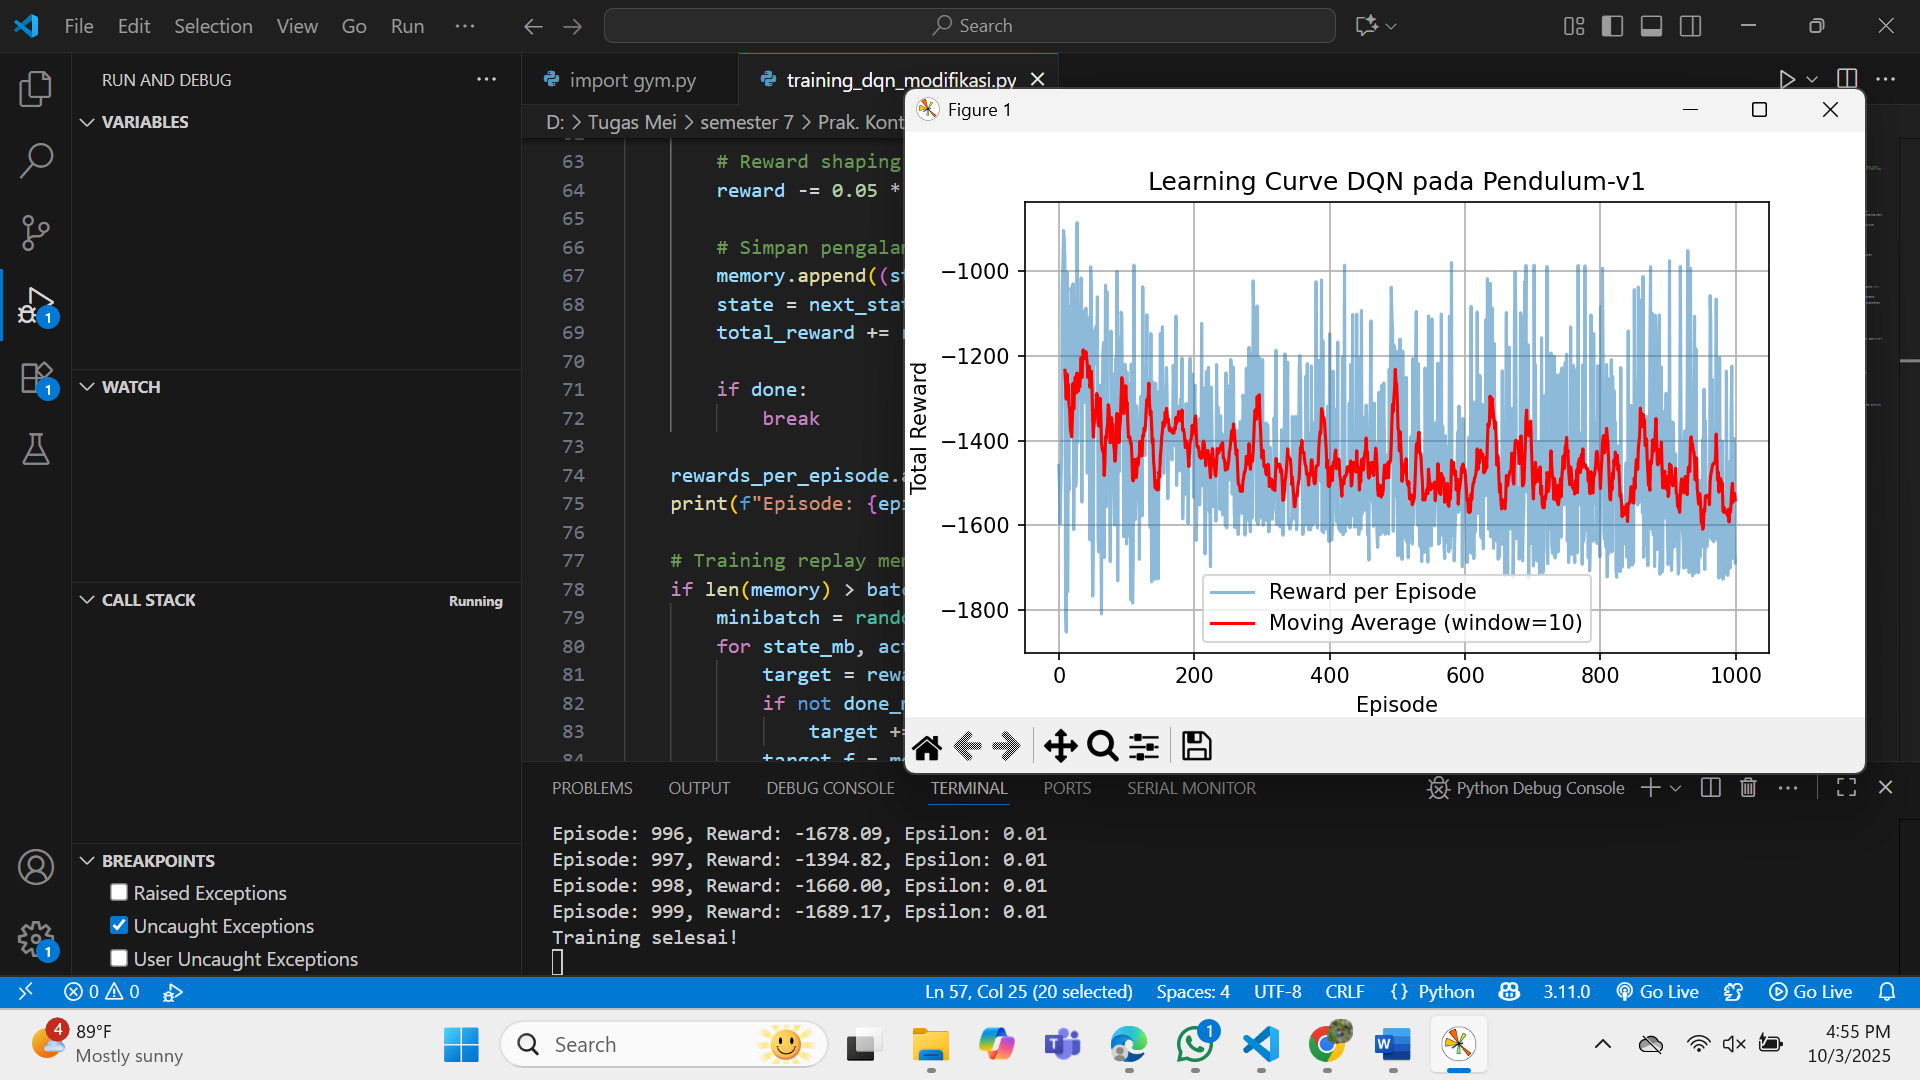 File Edit Selection View Go Run ···
Search
RUN AND DEBUG
import gym.py
training_dqn_modifikasi.py
D: > Tugas Mei > semester 7 > Prak. Kont
VARIABLES
WATCH
CALL STACK
Running
BREAKPOINTS
Raised Exceptions
Uncaught Exceptions
User Uncaught Exceptions
1
1
1
63 # Reward shaping
64 reward -= 0.05 *
65
66 # Simpan pengalam
67 memory.append((s
68 state = next_sta
69 total_reward +=
70
71 if done:
72 break
73
74 rewards_per_episode.
75 print(f"Episode: {ep
76
77 # Training replay me
78 if len(memory) > bat
79 minibatch = rand
80 for state_mb, ac
81 target = rew
82 if not done_
83 target +=
84
Figure 1
Learning Curve DQN pada Pendulum-v1
Total Reward
−1000
−1200
−1400
−1600
−1800
0 200 400 600 800 1000
Episode
Reward per Episode
Moving Average (window=10)
PROBLEMS OUTPUT DEBUG CONSOLE TERMINAL PORTS SERIAL MONITOR
Python Debug Console
Episode: 996, Reward: -1678.09, Epsilon: 0.01
Episode: 997, Reward: -1394.82, Epsilon: 0.01
Episode: 998, Reward: -1660.00, Epsilon: 0.01
Episode: 999, Reward: -1689.17, Epsilon: 0.01
Training selesai!
0 0
Ln 57, Col 25 (20 selected) Spaces: 4 UTF-8 CRLF {} Python 3.11.0 Go Live Go Live
4
89°F
Mostly sunny
Search
1
4:55 PM
10/3/2025